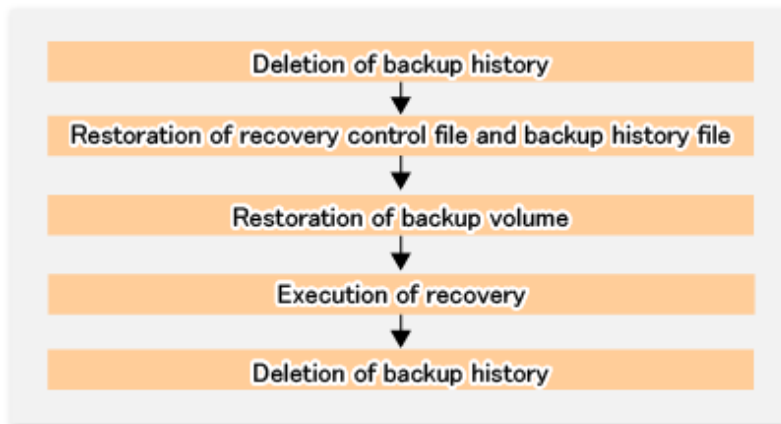 Deletion of backup history
Restoration of recovery control file and backup history file
Restoration of backup volume
Execution of recovery
Deletion of backup history